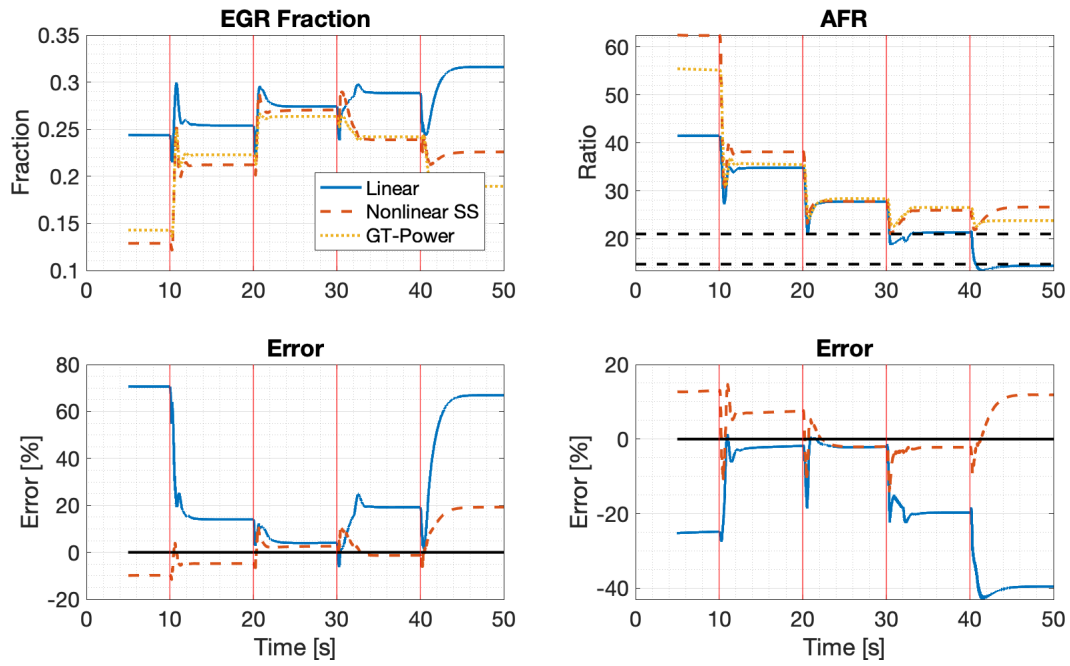 EGR Fraction
0.35
0.3
0.25
0.2
0.15
0.1
Fraction
Linear
Nonlinear SS
GT-Power
0 10 20 30 40 50
AFR
60
50
40
30
20
Ratio
0 10 20 30 40 50
Error
80
60
40
20
0
-20
Error [%]
0 10 20 30 40 50
Time [s]
Error
20
0
-20
-40
Error [%]
0 10 20 30 40 50
Time [s]